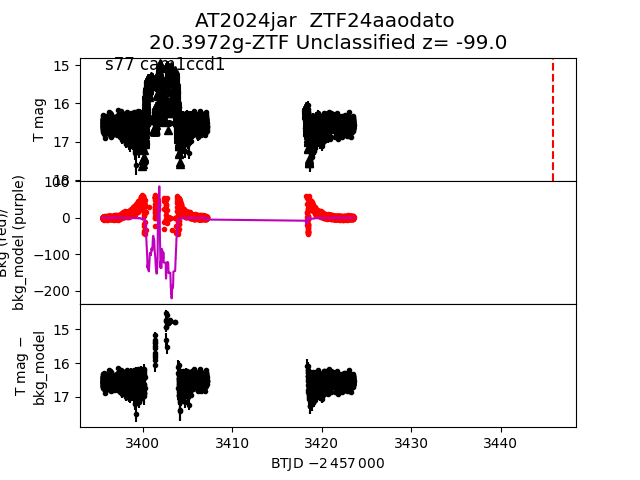 AT2024jar  ZTF24aaodato
20.3972g-ZTF Unclassified z= -99.0
s77 cam1ccd1
15
16
17
18
T mag
100
0
−100
−200
Bkg (red)/
bkg_model (purple)
15
16
17
T mag −
bkg_model
3400 3410 3420 3430 3440
BTJD −2 457 000